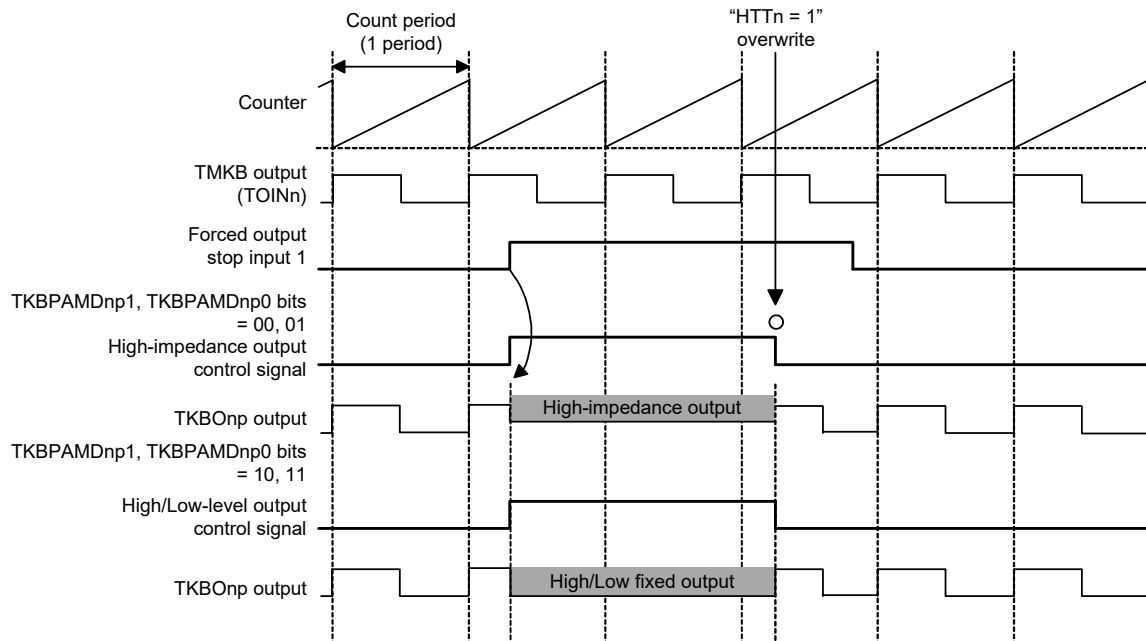 Count period
(1 period)
“HTTn = 1”
overwrite
Counter
TMKB output
(TOINn)
Forced output
stop input 1
TKBPAMDnp1, TKBPAMDnp0 bits
= 00, 01
High-impedance output
control signal
TKBOnp output
High-impedance output
TKBPAMDnp1, TKBPAMDnp0 bits
= 10, 11
High/Low-level output
control signal
TKBOnp output
High/Low fixed output